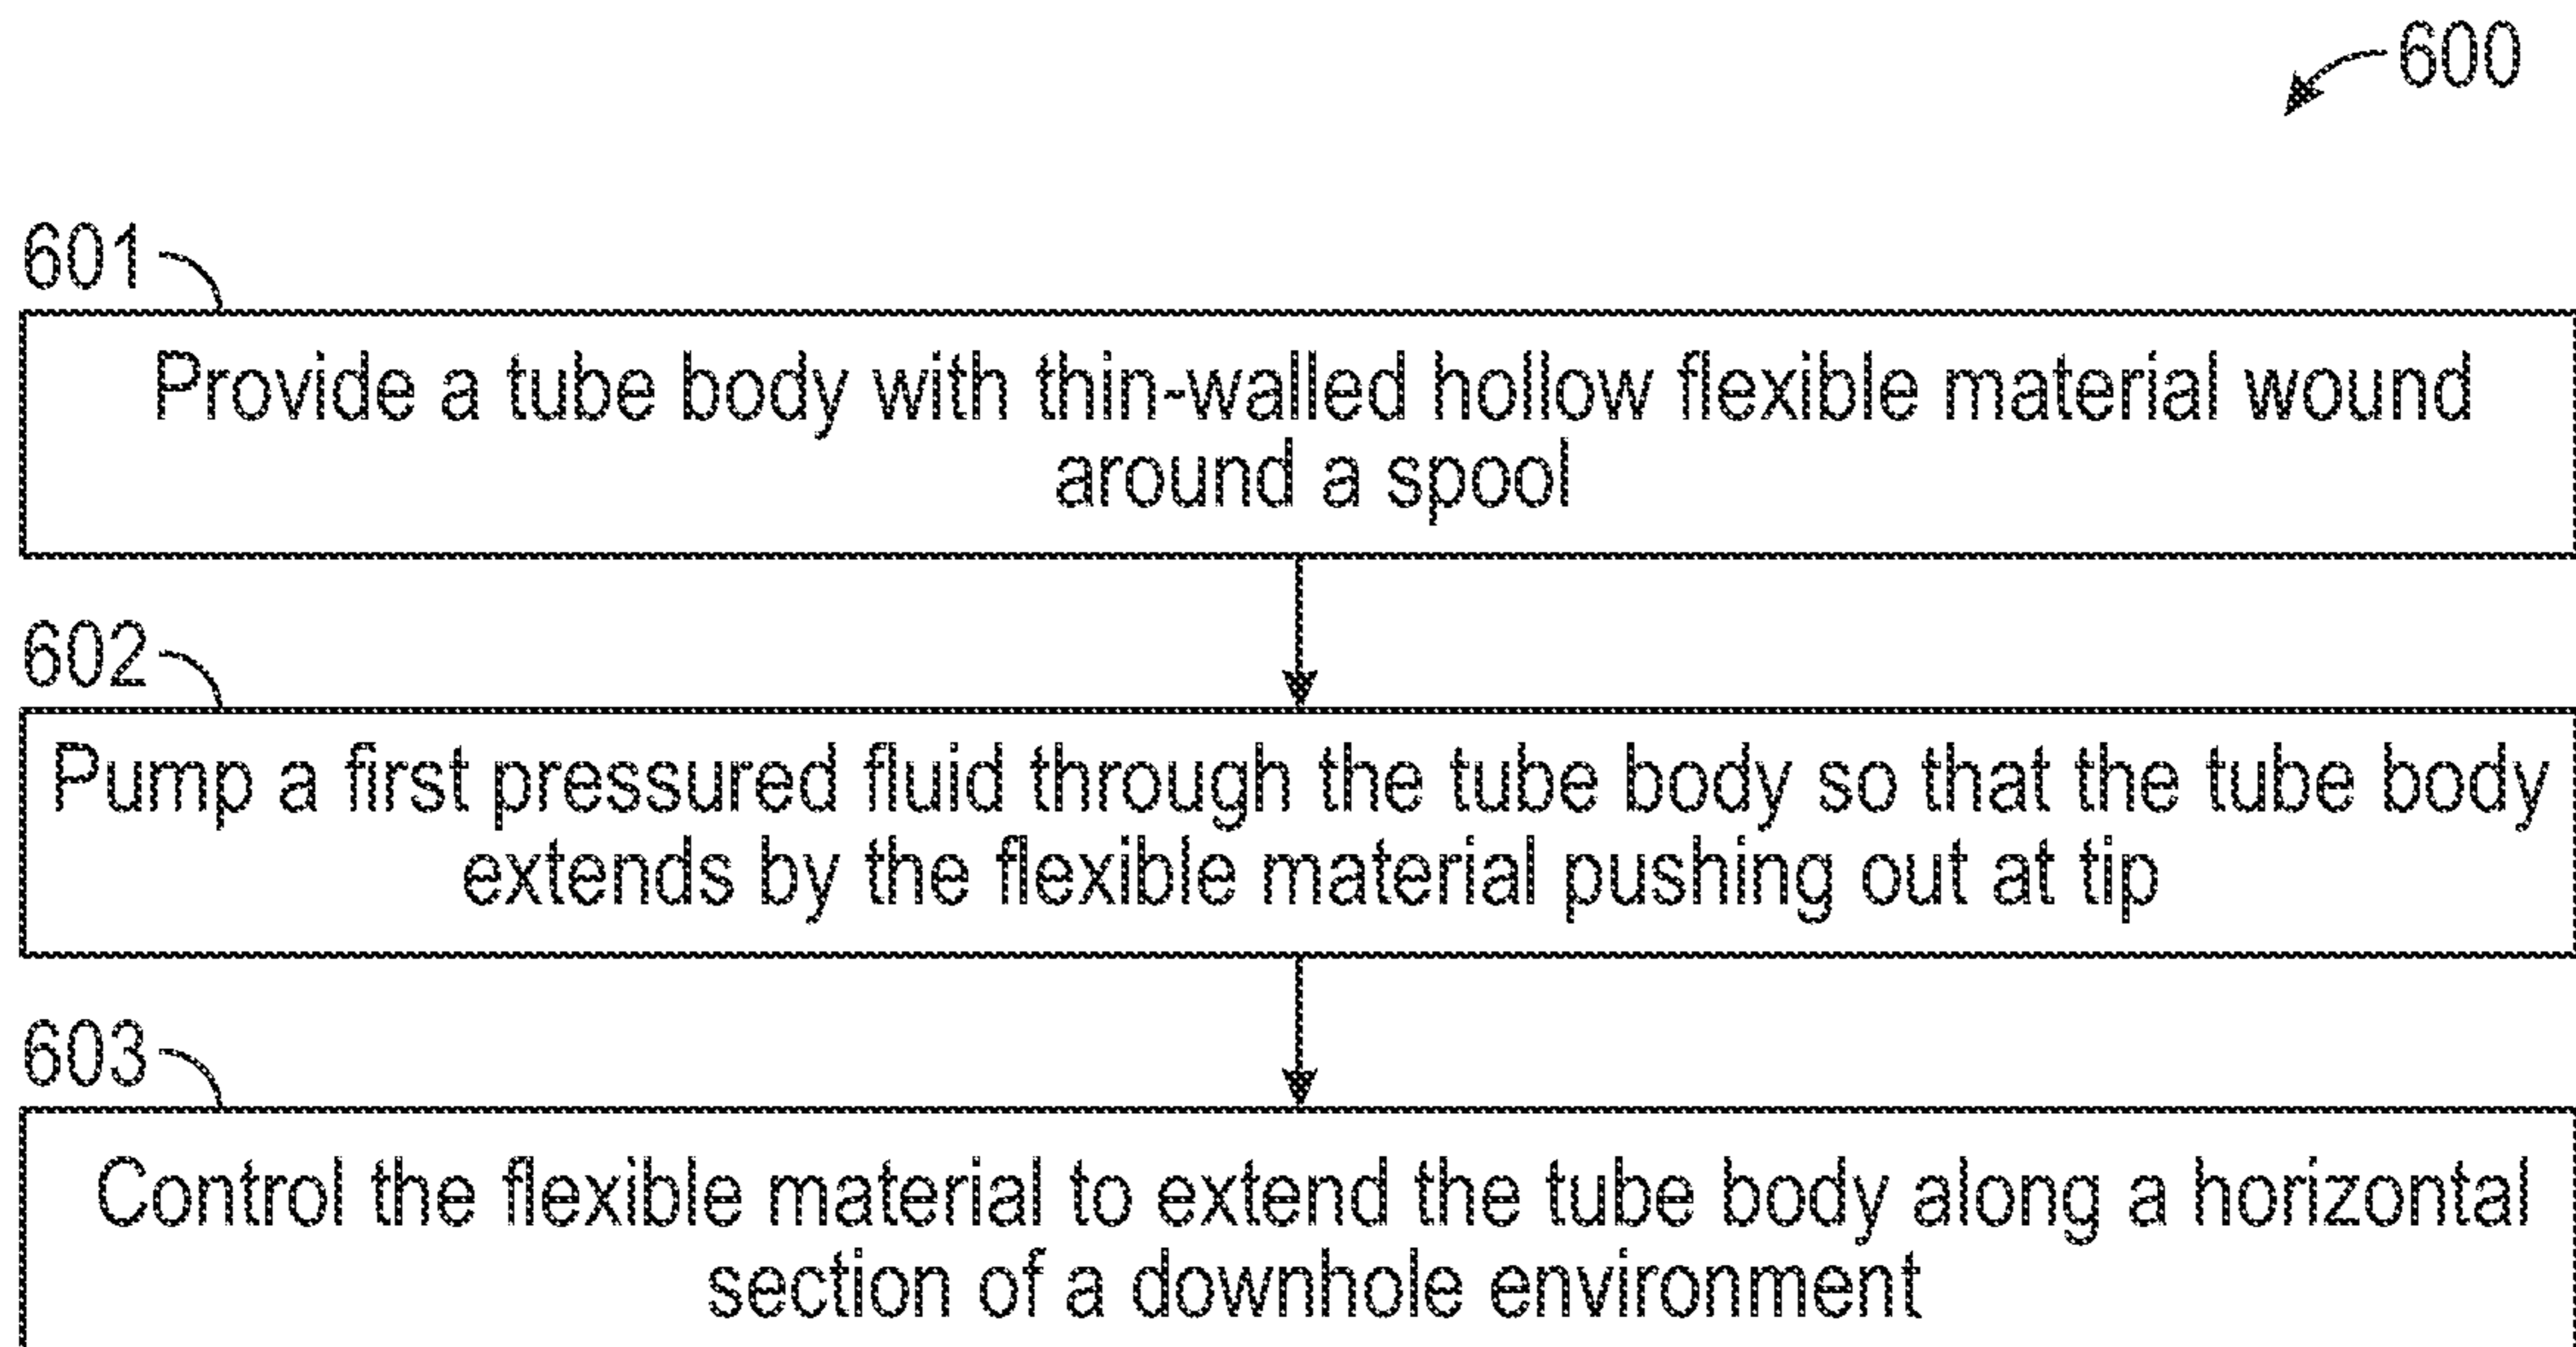 600
601
Provide a tube body with thin-walled hollow flexible material wound
around a spool
602
Pump a first pressured fluid through the tube body so that the tube body
extends by the flexible material pushing out at tip
603
Control the flexible material to extend the tube body along a horizontal
section of a downhole environment